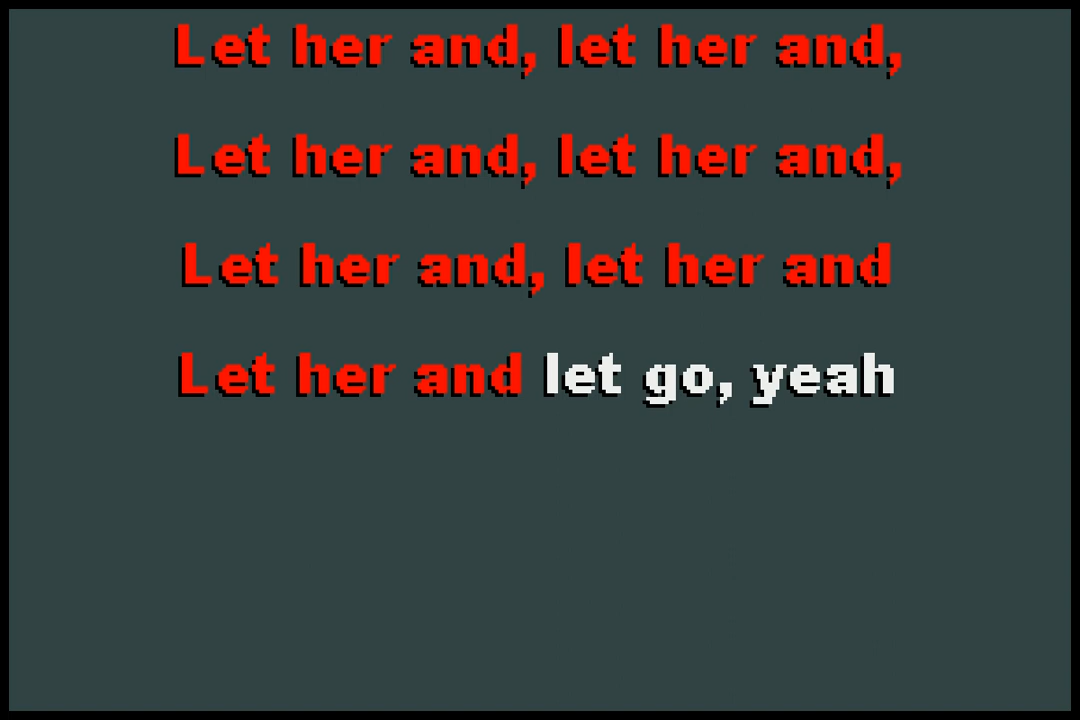 Let her and, let her and,
Let her and, let her and,
Let her and, let her and
Let her and let go, yeah